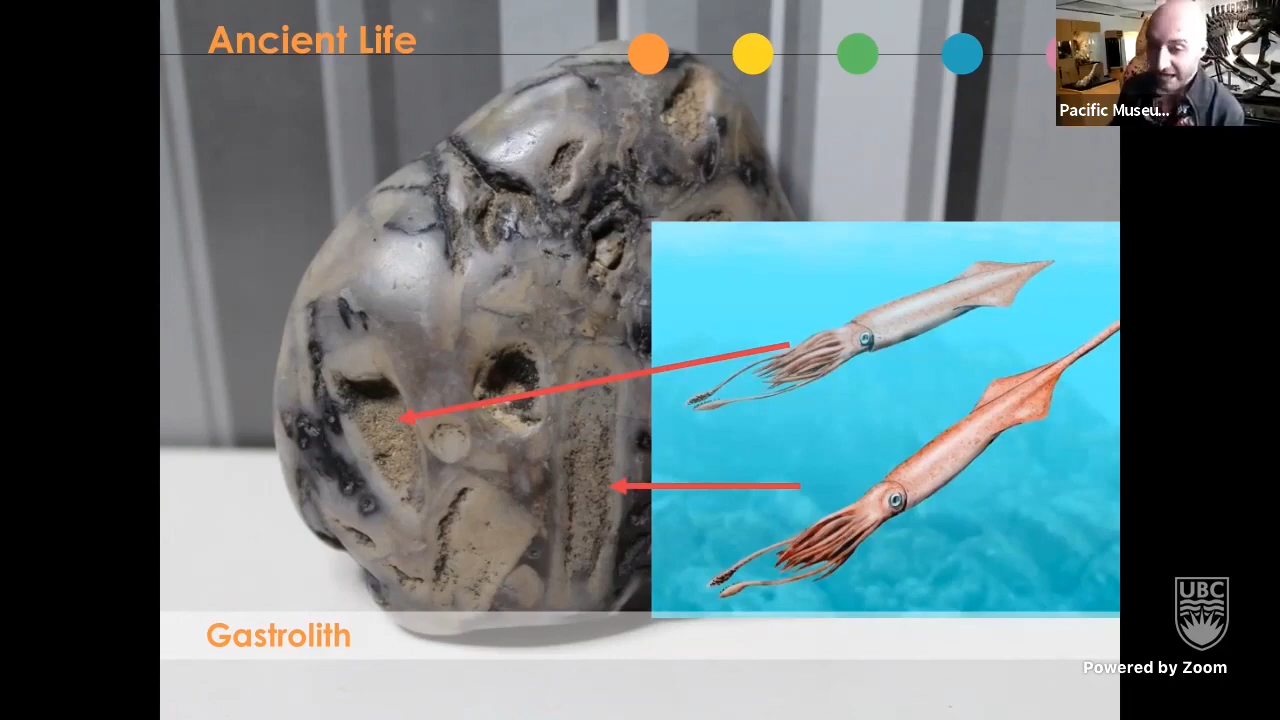 Ancient Life
Pacific Museu...
Gastrolith
UBC
Powered by Zoom